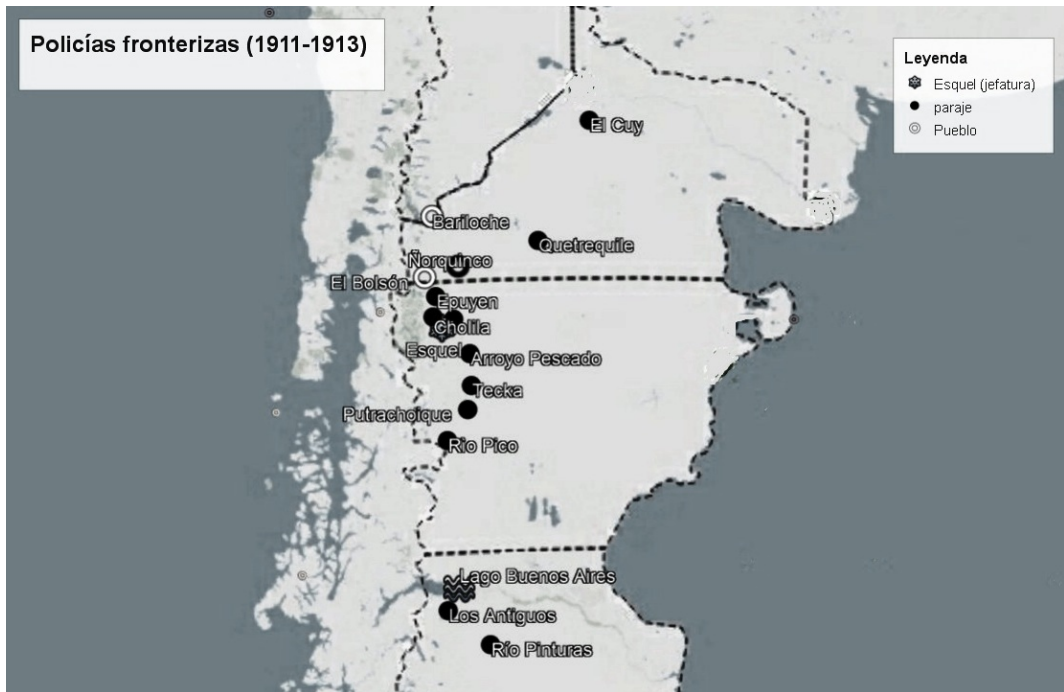 Policías fronterizas (1911-1913)
Leyenda
Esquel (jefatura)
paraje
Pueblo
El Cuy
Bariloche
Quetrequile
Ñorquinco
El Bolsón
Epuyen
Cholila
Esquel
Arroyo Pescado
Tecka
Putrachoique
Río Pico
Lago Buenos Aires
Los Antiguos
Río Pinturas